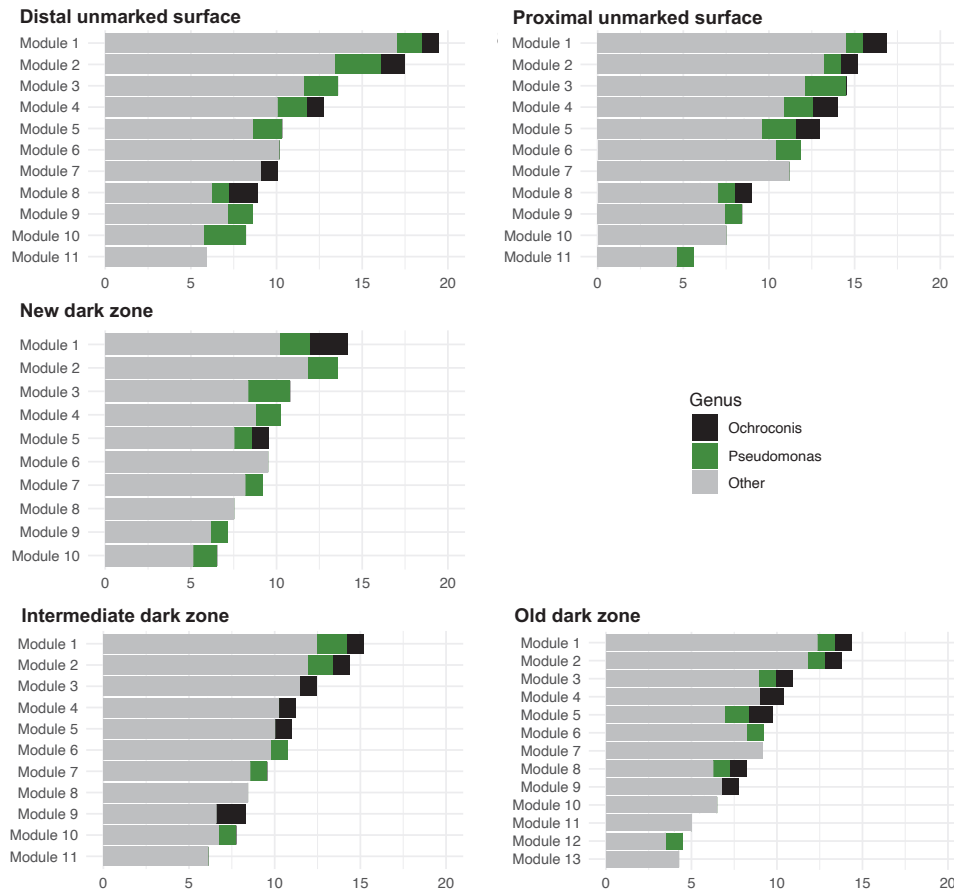 Distal unmarked surface
Module 1
Module 2
Module 3
Module 4
Module 5
Module 6
Module 7
Module 8
Module 9
Module 10
Module 11
0 5 10 15 20
Proximal unmarked surface
Module 1
Module 2
Module 3
Module 4
Module 5
Module 6
Module 7
Module 8
Module 9
Module 10
Module 11
0 5 10 15 20
New dark zone
Module 1
Module 2
Module 3
Module 4
Module 5
Module 6
Module 7
Module 8
Module 9
Module 10
0 5 10 15 20
Genus
Ochroconis
Pseudomonas
Other
Intermediate dark zone
Module 1
Module 2
Module 3
Module 4
Module 5
Module 6
Module 7
Module 8
Module 9
Module 10
Module 11
0 5 10 15 20
Old dark zone
Module 1
Module 2
Module 3
Module 4
Module 5
Module 6
Module 7
Module 8
Module 9
Module 10
Module 11
Module 12
Module 13
0 5 10 15 20